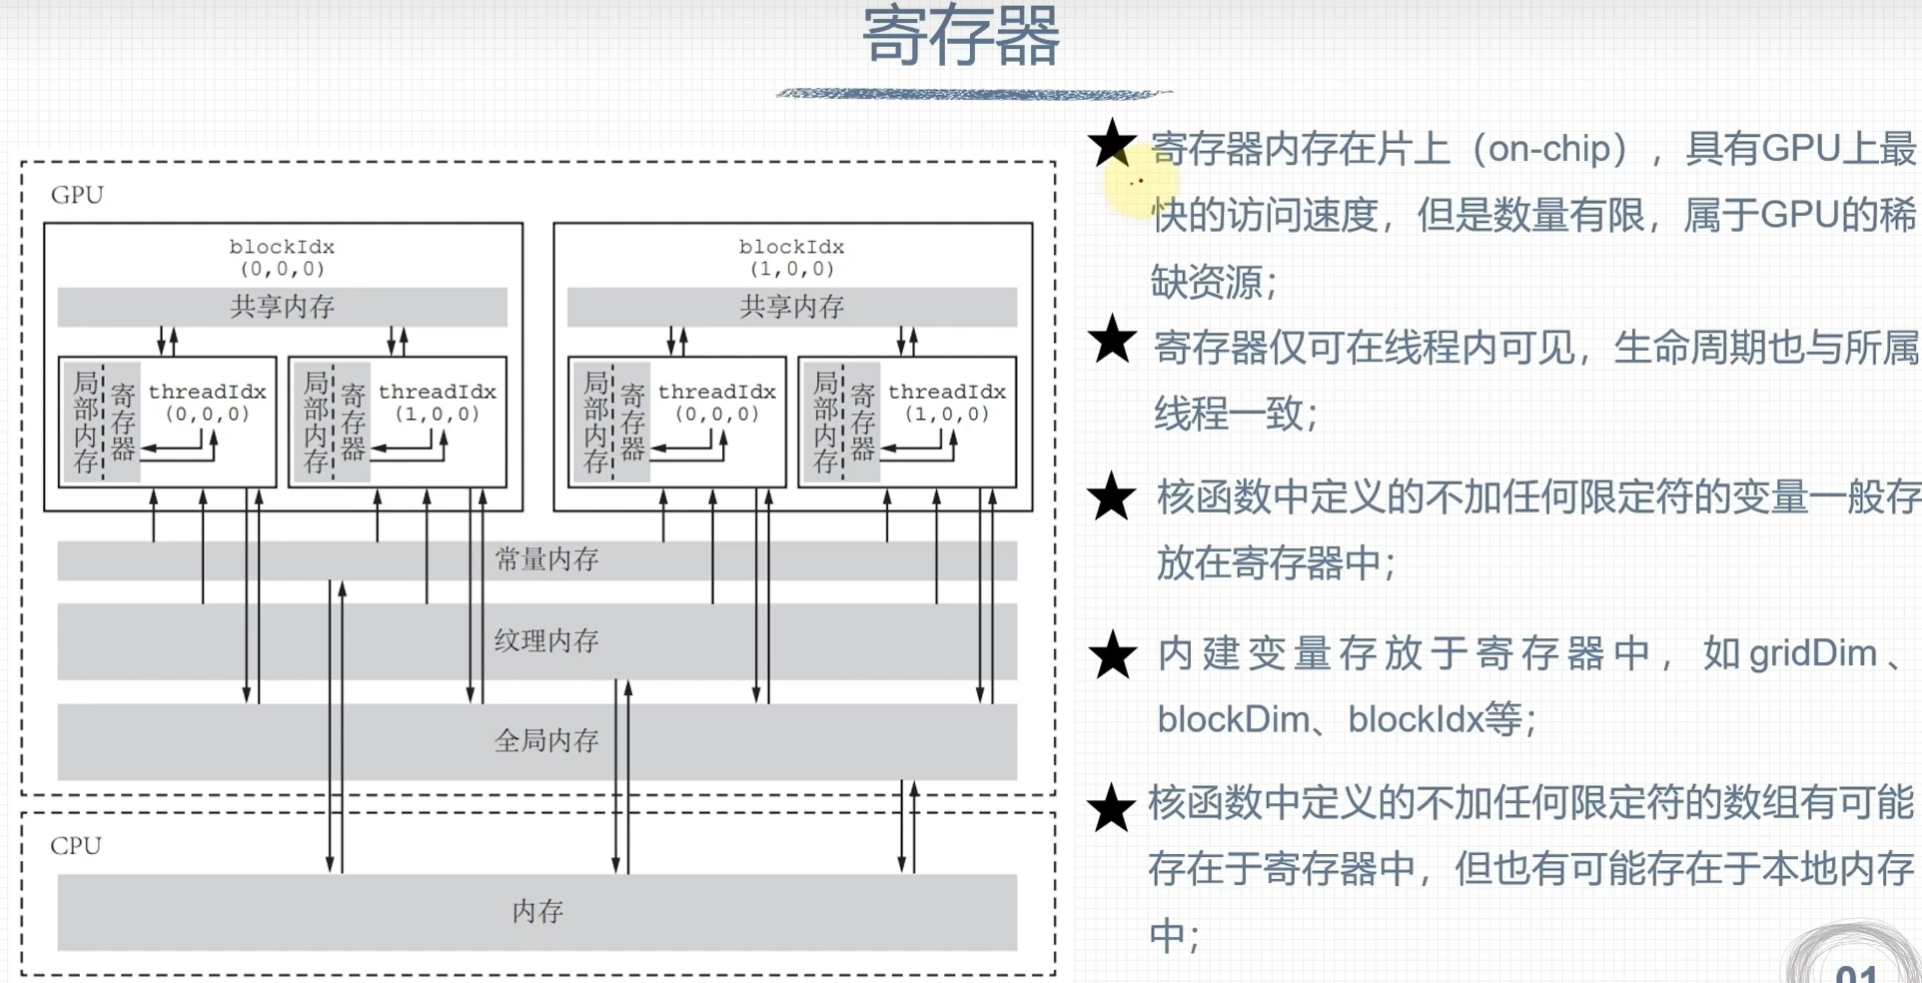 寄存器
GPU
blockIdx
(0,0,0)
共享内存
局部内存
寄存器
threadIdx
(0,0,0)
局部内存
寄存器
threadIdx
(1,0,0)
blockIdx
(1,0,0)
共享内存
局部内存
寄存器
threadIdx
(0,0,0)
局部内存
寄存器
threadIdx
(1,0,0)
常量内存
纹理内存
全局内存
CPU
内存
寄存器内存在片上（on-chip），具有GPU上最
快的访问速度，但是数量有限，属于GPU的稀
缺资源；
寄存器仅可在线程内可见，生命周期也与所属
线程一致；
核函数中定义的不加任何限定符的变量一般存
放在寄存器中；
内建变量存放于寄存器中，如gridDim、
blockDim、blockIdx等；
核函数中定义的不加任何限定符的数组有可能
存在于寄存器中，但也有可能存在于本地内存
中；
01